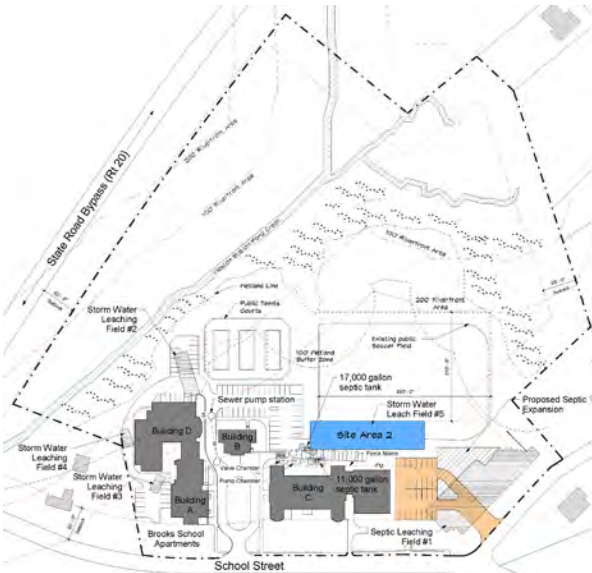 State Road Bypass (Rt 20)
200' Riverfront Area
100' Riverfront Area
100' Riverfront Area
200' Riverfront
Area
Wetland Line
Public Tennis
Courts
Storm Water
Leaching
Field #2
100' Wetland
Buffer Zone
Existing public
Soccer Field
17,000 gallon
septic tank
Proposed Septic
Expansion
Sewer pump station
Storm Water
Leach Field #5
Site Area 2
Building D
Building
B
Storm Water
Leaching
Field #4
Valve Chamber
Pump Chamber
Force Mains
Storm Water
Leaching
Field #3
Building
A
Building
C
11,000 gallon
septic tank
Brooks School
Apartments
Septic Leaching
Field #1
School Street